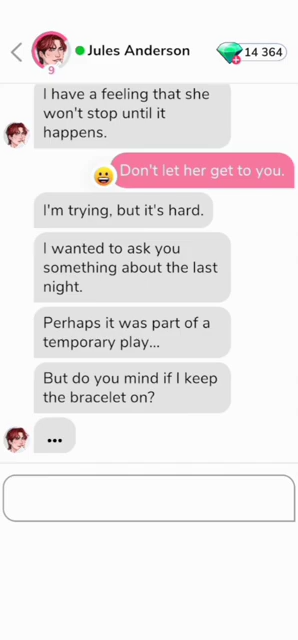 Jules Anderson
14 364
9
I have a feeling that she
won't stop until it
happens.
Don't let her get to you.
I'm trying, but it's hard.
I wanted to ask you
something about the last
night.
Perhaps it was part of a
temporary play...
But do you mind if I keep
the bracelet on?
...